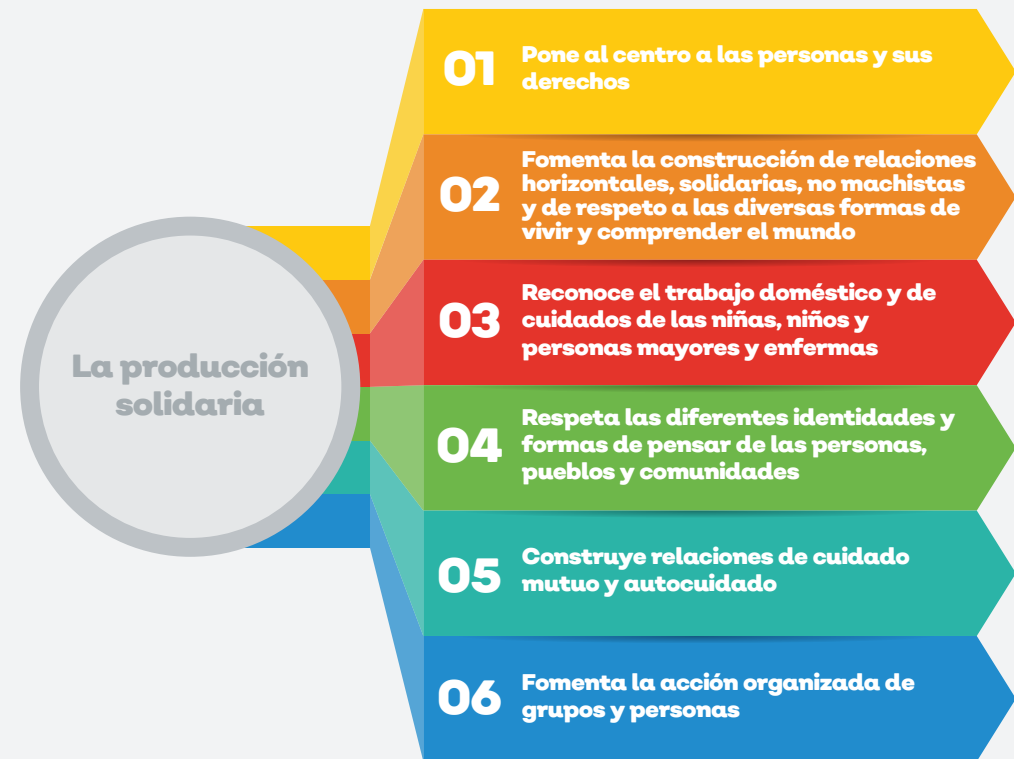 La producción
solidaria
01
Pone al centro a las personas y sus
derechos
02
Fomenta la construcción de relaciones
horizontales, solidarias, no machistas
y de respeto a las diversas formas de
vivir y comprender el mundo
03
Reconoce el trabajo doméstico y de
cuidados de las niñas, niños y
personas mayores y enfermas
04
Respeta las diferentes identidades y
formas de pensar de las personas,
pueblos y comunidades
05
Construye relaciones de cuidado
mutuo y autocuidado
06
Fomenta la acción organizada de
grupos y personas